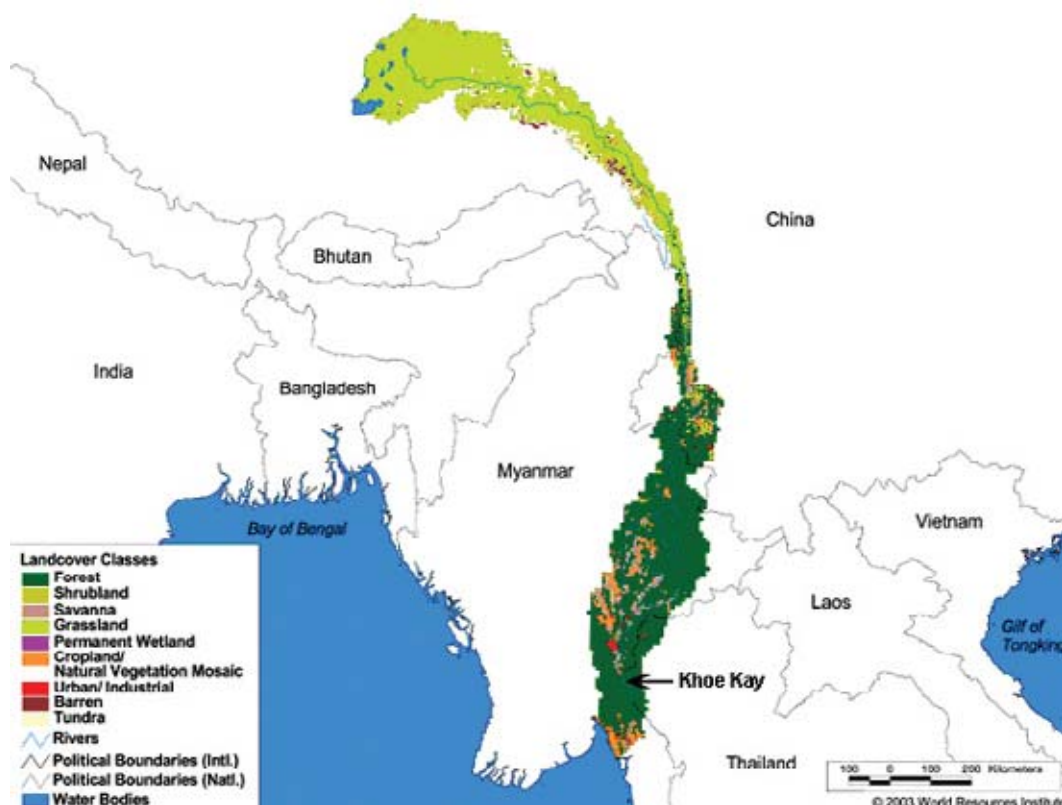 Nepal
China
Bhutan
India
Bangladesh
Myanmar
Vietnam
Bay of Bengal
Laos
Gilf of
Tongking
Khoe Kay
Thailand
Landcover Classes
Forest
Shrubland
Savanna
Grassland
Permanent Wetland
Cropland/
Natural Vegetation Mosaic
Urban/ Industrial
Barren
Tundra
Rivers
Political Boundaries (Intl.)
Political Boundaries (Natl.)
Water Bodies
100 0 100 200 Kilometers
© 2003 World Resources Institute